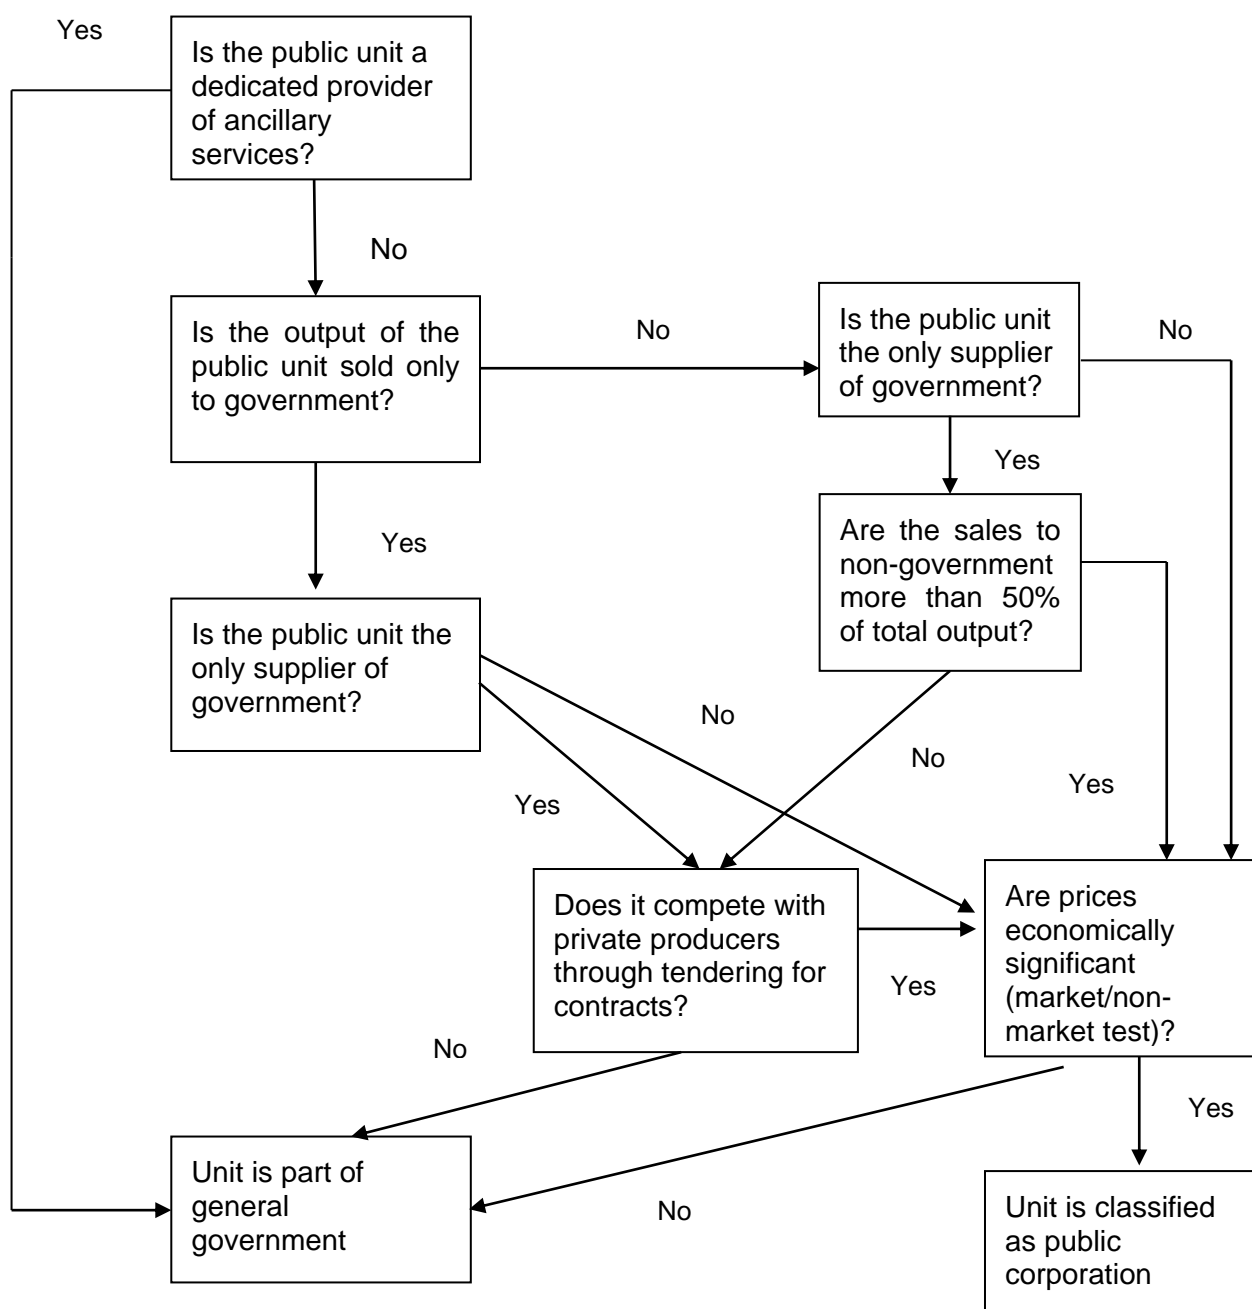 Yes
Is the public unit a
dedicated provider
of ancillary
services?
No
Is the output of the
public unit sold only
to government?
No
Is the public unit
the only supplier
of government?
No
Yes
Yes
Are the sales to
non-government
more than 50%
of total output?
Is the public unit the
only supplier of
government?
No
No
Yes
Yes
Does it compete with
private producers
through tendering for
contracts?
Yes
Are prices
economically
significant
(market/non-
market test)?
No
Yes
Unit is part of
general
government
No
Unit is classified
as public
corporation